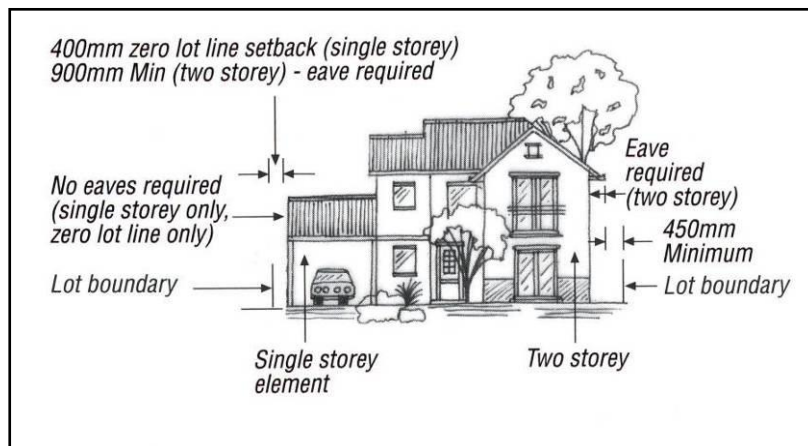 400mm zero lot line setback (single storey)
900mm Min (two storey) - eave required
No eaves required
(single storey only,
zero lot line only)
Lot boundary
Single storey
element
Two storey
Eave
required
(two storey)
450mm
Minimum
Lot boundary